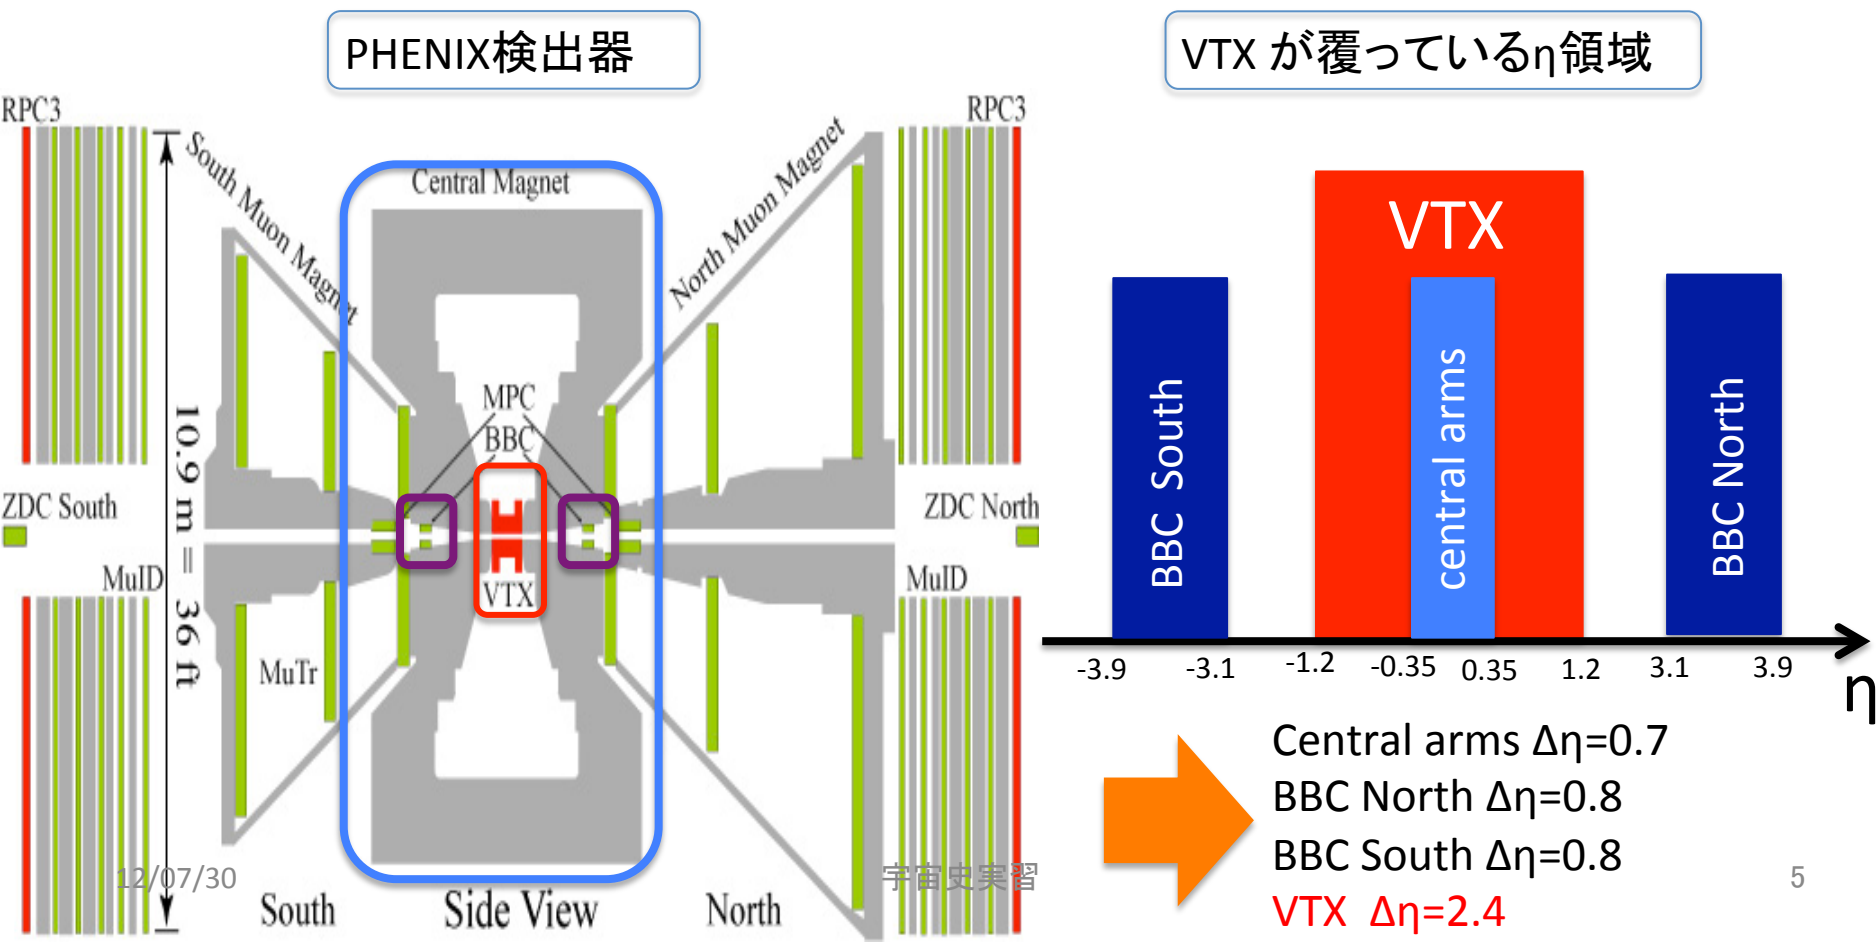 PHENIX検出器
VTX が覆っているη領域
RPC3
RPC3
South Muon Magnet
Central Magnet
North Muon Magnet
MPC
BBC
10.9 m = 36 ft
ZDC South
ZDC North
MuID
MuID
VTX
MuTr
South
Side View
North
12/07/30
宇宙史実習
5
VTX
BBC South
central arms
BBC North
-3.9
-3.1
-1.2
-0.35
0.35
1.2
3.1
3.9
η
Central arms Δη=0.7
BBC North Δη=0.8
BBC South Δη=0.8
VTX Δη=2.4